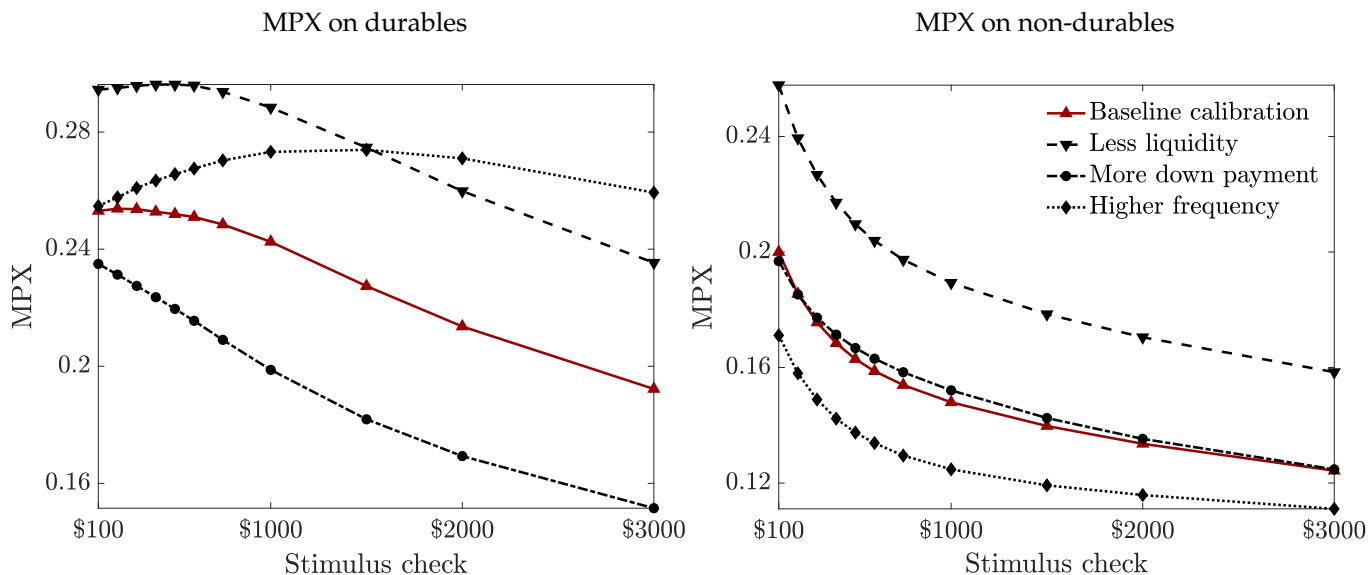 MPX on durables
MPX on non-durables
MPX
0.28
0.24
0.2
0.16
$100
$1000
$2000
$3000
Stimulus check
MPX
0.24
0.2
0.16
0.12
$100
$1000
$2000
$3000
Stimulus check
Baseline calibration
Less liquidity
More down payment
Higher frequency